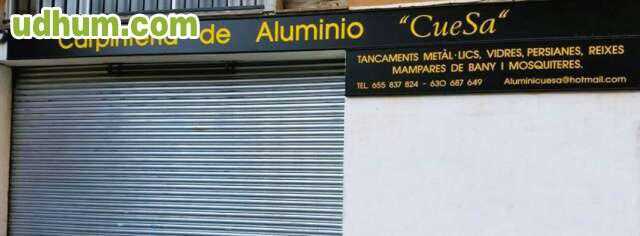 udhum.com
Carpinteria de Aluminio "CueSa"
TANCAMENTS METÀL·LICS, VIDRES, PERSIANES, REIXES
MAMPARES DE BANY I MOSQUITERES.
TEL. 655 837 824 - 630 687 649 Aluminicuesa@hotmail.com